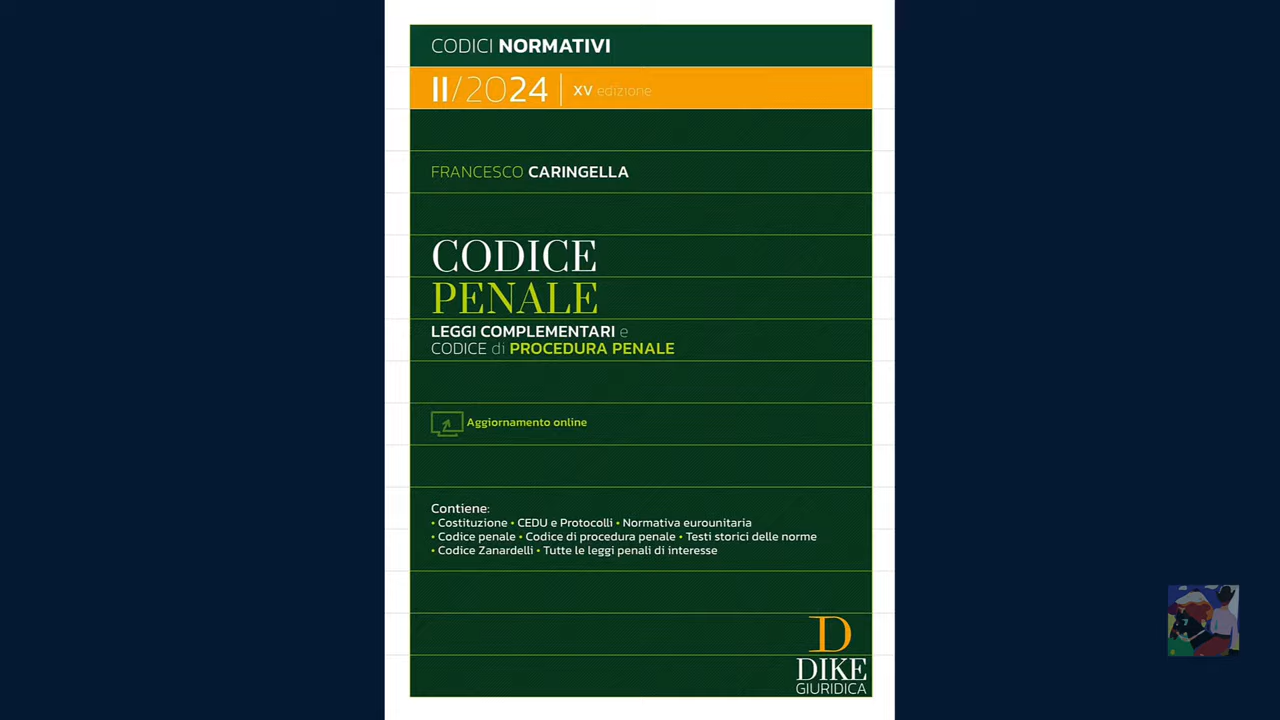 CODICI NORMATIVI
II/2024 XV edizione
FRANCESCO CARINGELLA
CODICE
PENALE
LEGGI COMPLEMENTARI e
CODICE di PROCEDURA PENALE
Aggiornamento online
Contiene:
• Costituzione • CEDU e Protocolli • Normativa eurounitaria
• Codice penale • Codice di procedura penale • Testi storici delle norme
• Codice Zanardelli • Tutte le leggi penali di interesse
D
DIKE
GIURIDICA